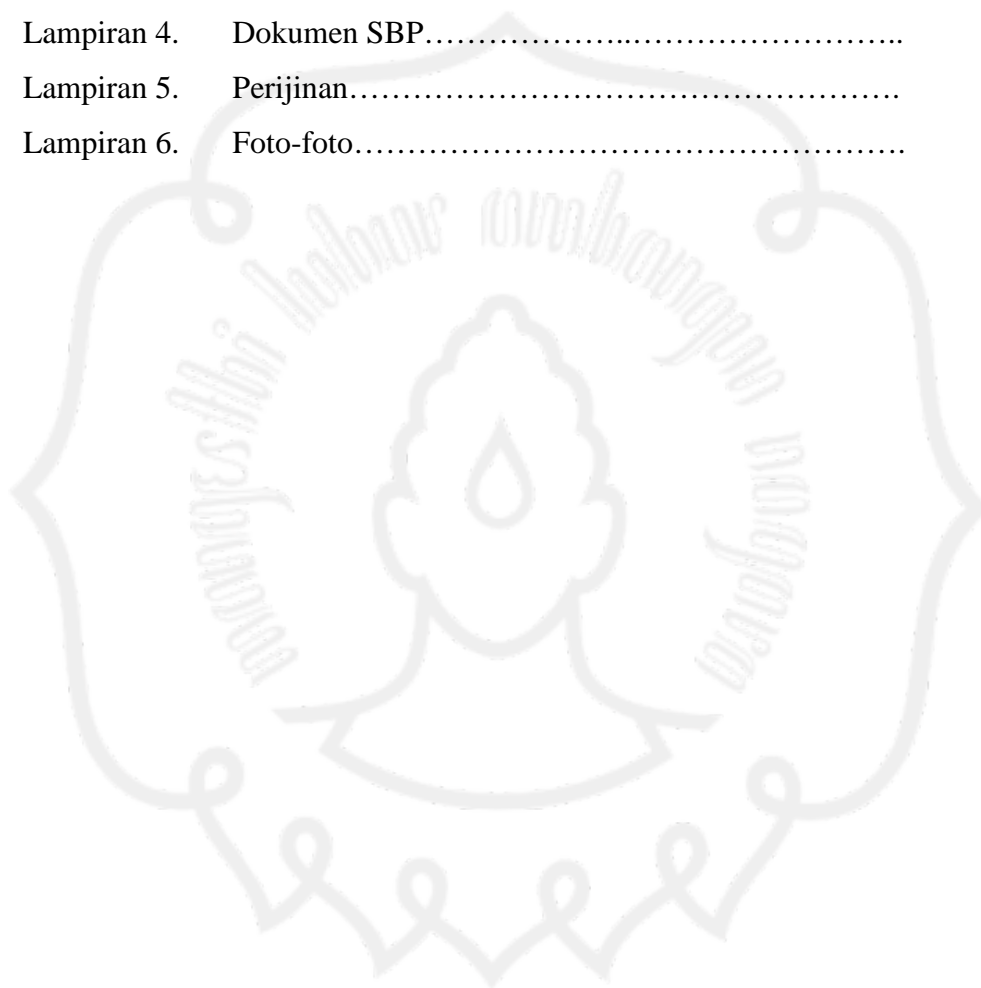 Lampiran 4. Dokumen SBP…………………..……………………..
Lampiran 5. Perijinan……………………………………………….
Lampiran 6. Foto-foto……………………………………………….